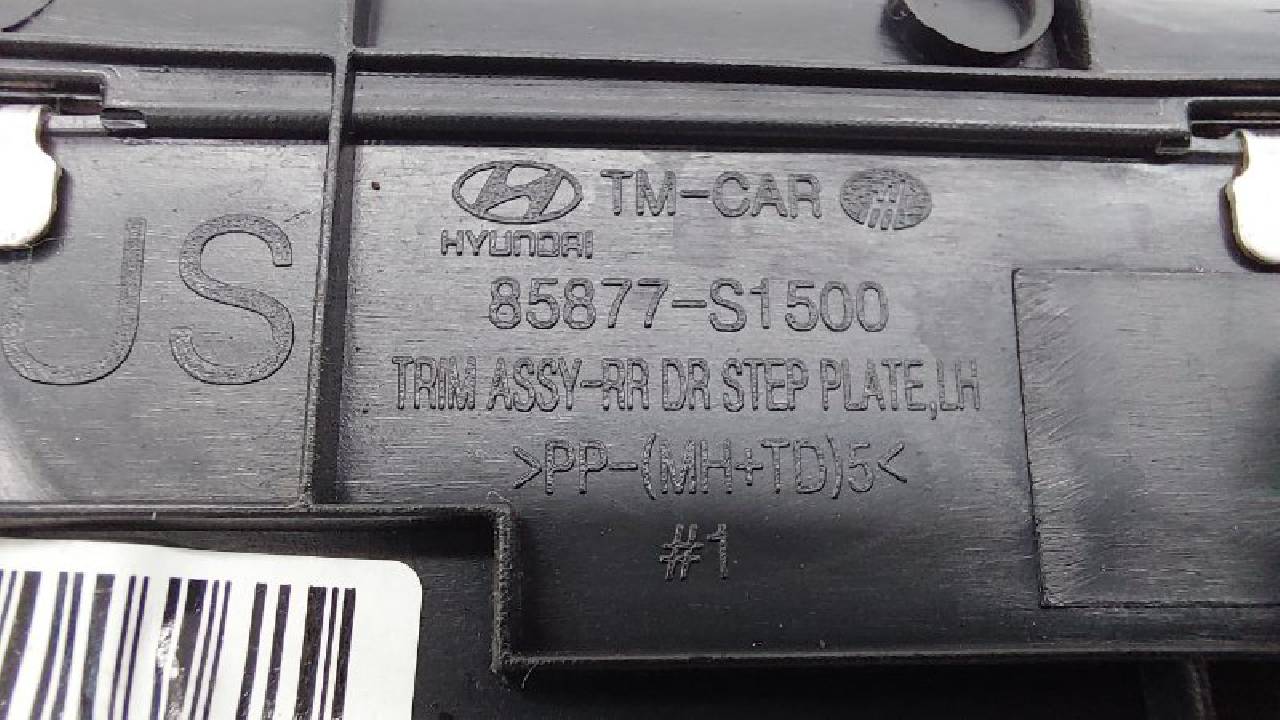 TM-CAR
HYUNDAI
US
85877-S1500
TRIM ASSY-RR DR STEP PLATE,LH
>PP-(MH+TD)5<
#1